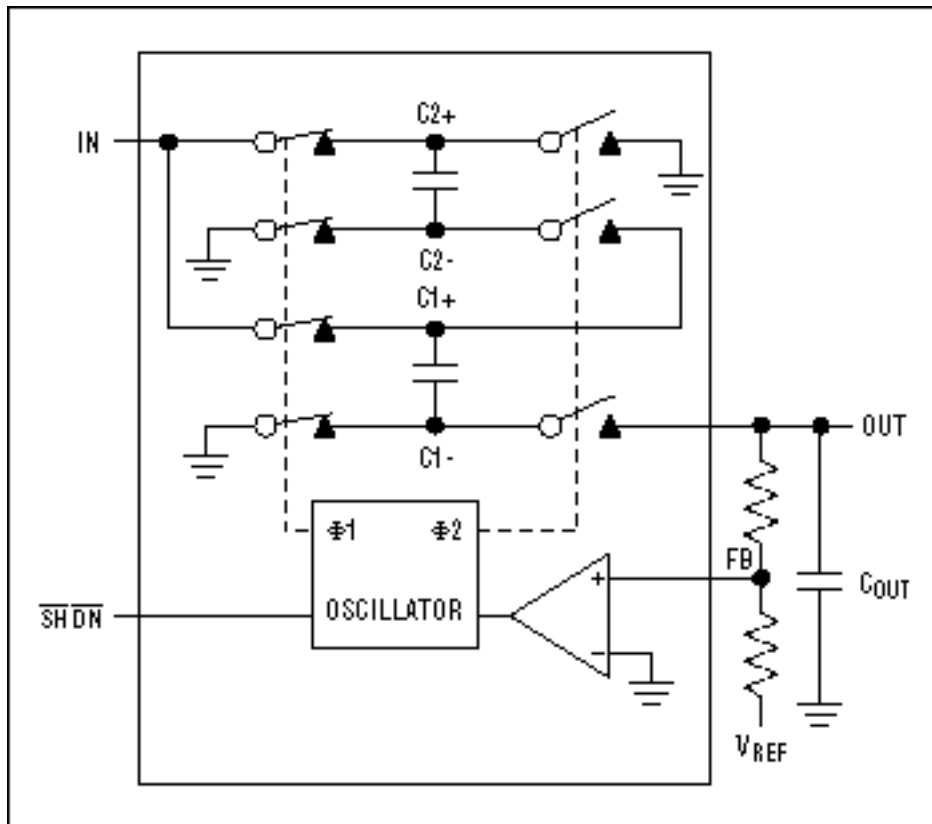 C2+
IN
C2-
C1+
C1-
OUT
Φ1 Φ2
OSCILLATOR
SHDN
+
-
FB
COUT
VREF